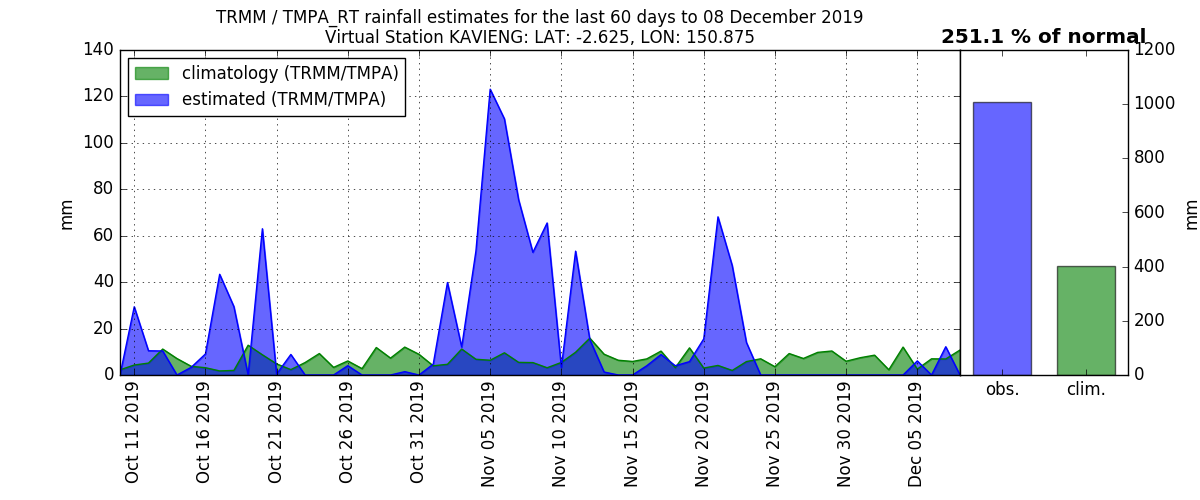 TRMM / TMPA_RT rainfall estimates for the last 60 days to 08 December 2019
Virtual Station KAVIENG: LAT: -2.625, LON: 150.875
251.1 % of normal
climatology (TRMM/TMPA)
estimated (TRMM/TMPA)
140
120
100
80
60
40
20
0
mm
Oct 11 2019
Oct 16 2019
Oct 21 2019
Oct 26 2019
Oct 31 2019
Nov 05 2019
Nov 10 2019
Nov 15 2019
Nov 20 2019
Nov 25 2019
Nov 30 2019
Dec 05 2019
obs.
clim.
1200
1000
800
600
400
200
0
mm